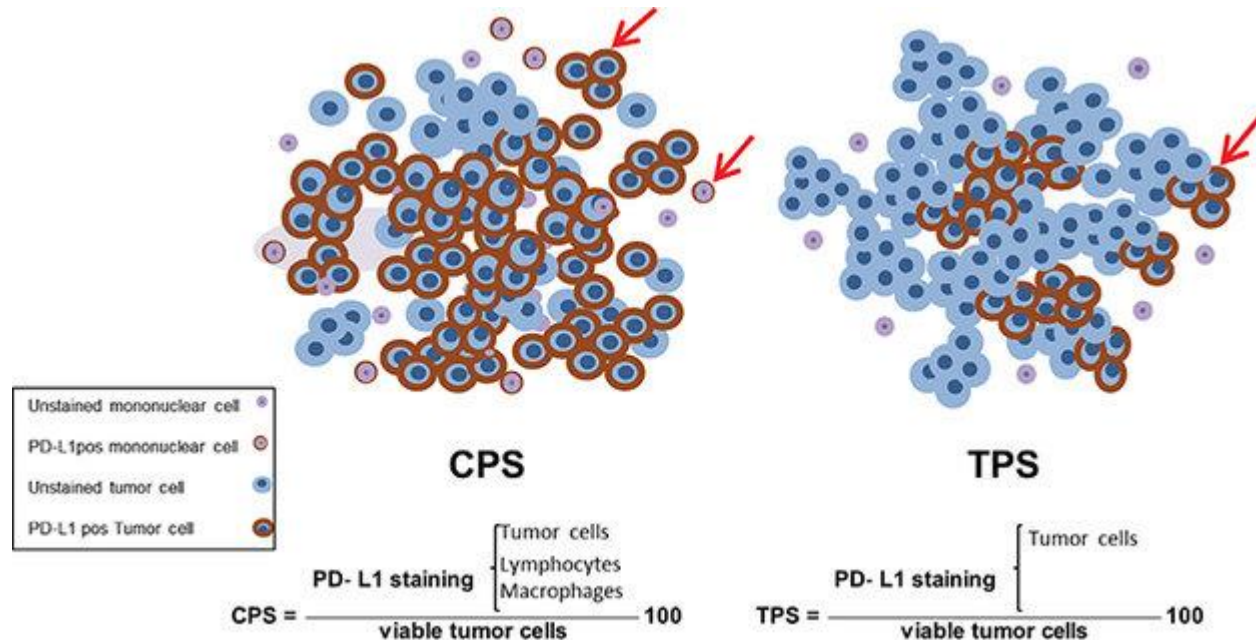 CPS
TPS
Unstained mononuclear cell
PD-L1pos mononuclear cell
Unstained tumor cell
PD-L1 pos Tumor cell
CPS =
PD- L1 staining
Tumor cells
Lymphocytes
Macrophages
viable tumor cells
100
TPS =
PD- L1 staining
Tumor cells
viable tumor cells
100